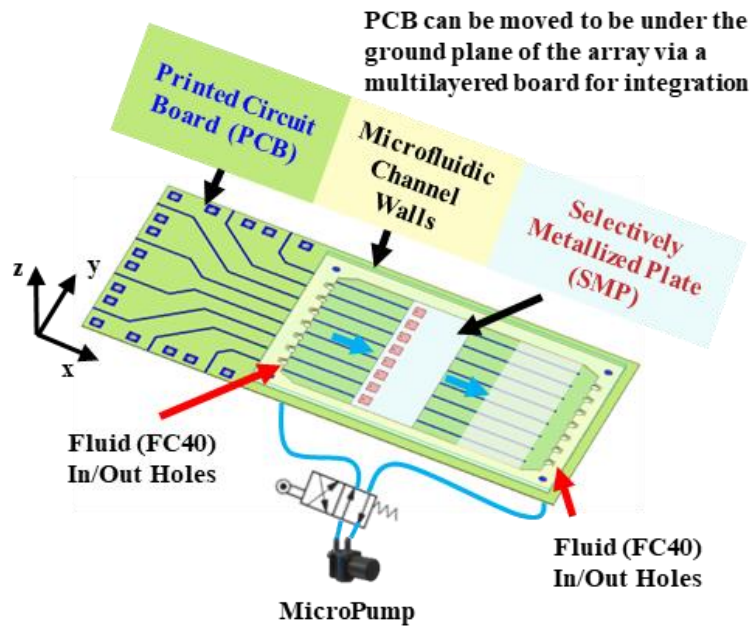 PCB can be moved to be under the
ground plane of the array via a
multilayered board for integration
Printed Circuit
Board (PCB)
Microfluidic
Channel
Walls
Selectively
Metallized Plate
(SMP)
z
y
x
Fluid (FC40)
In/Out Holes
Fluid (FC40)
In/Out Holes
MicroPump